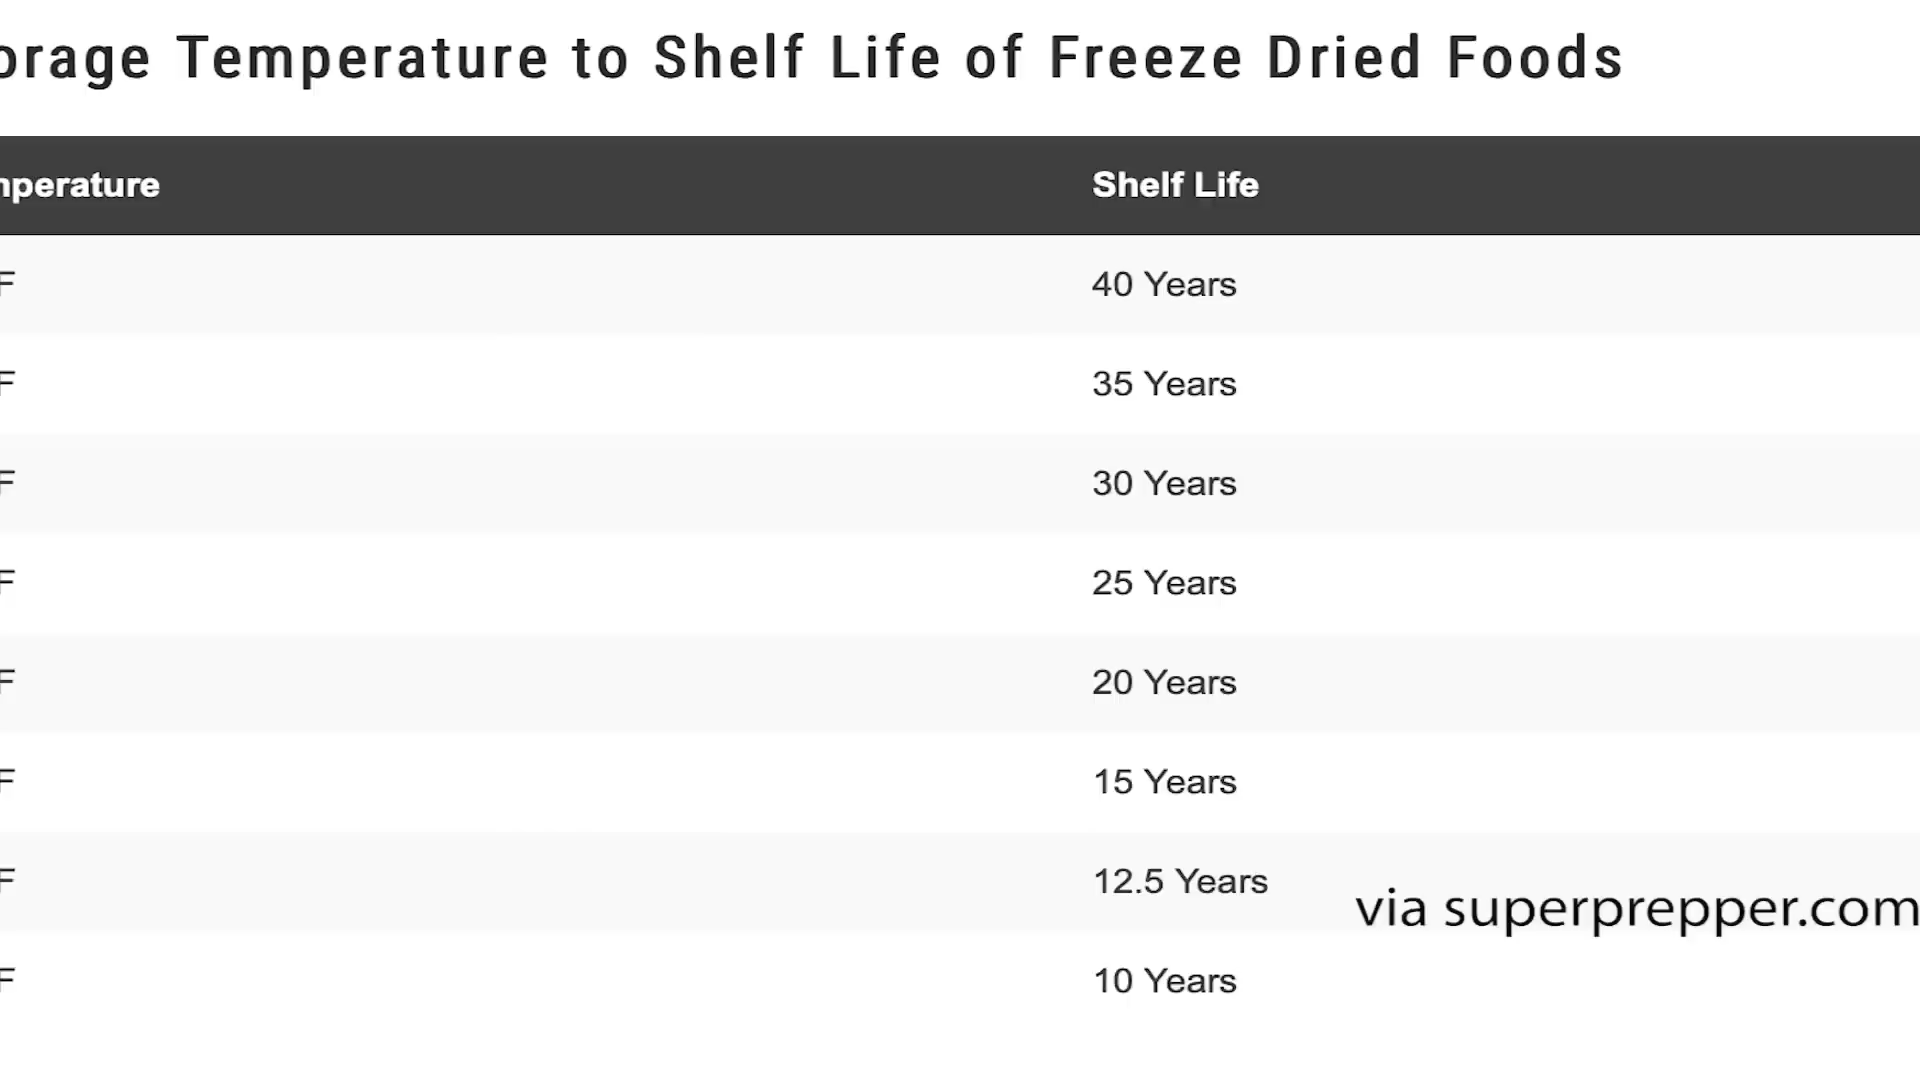 orage Temperature to Shelf Life of Freeze Dried Foods
mperature Shelf Life
F 40 Years
F 35 Years
F 30 Years
F 25 Years
F 20 Years
F 15 Years
F 12.5 Years
via superprepper.com
F 10 Years